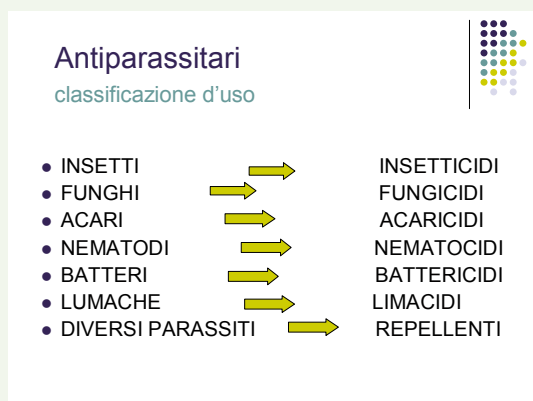 Antiparassitari
classificazione d'uso
INSETTI INSETTICIDI
FUNGHI FUNGICIDI
ACARI ACARICIDI
NEMATODI NEMATOCIDI
BATTERI BATTERICIDI
LUMACHE LIMACIDI
DIVERSI PARASSITI REPELLENTI